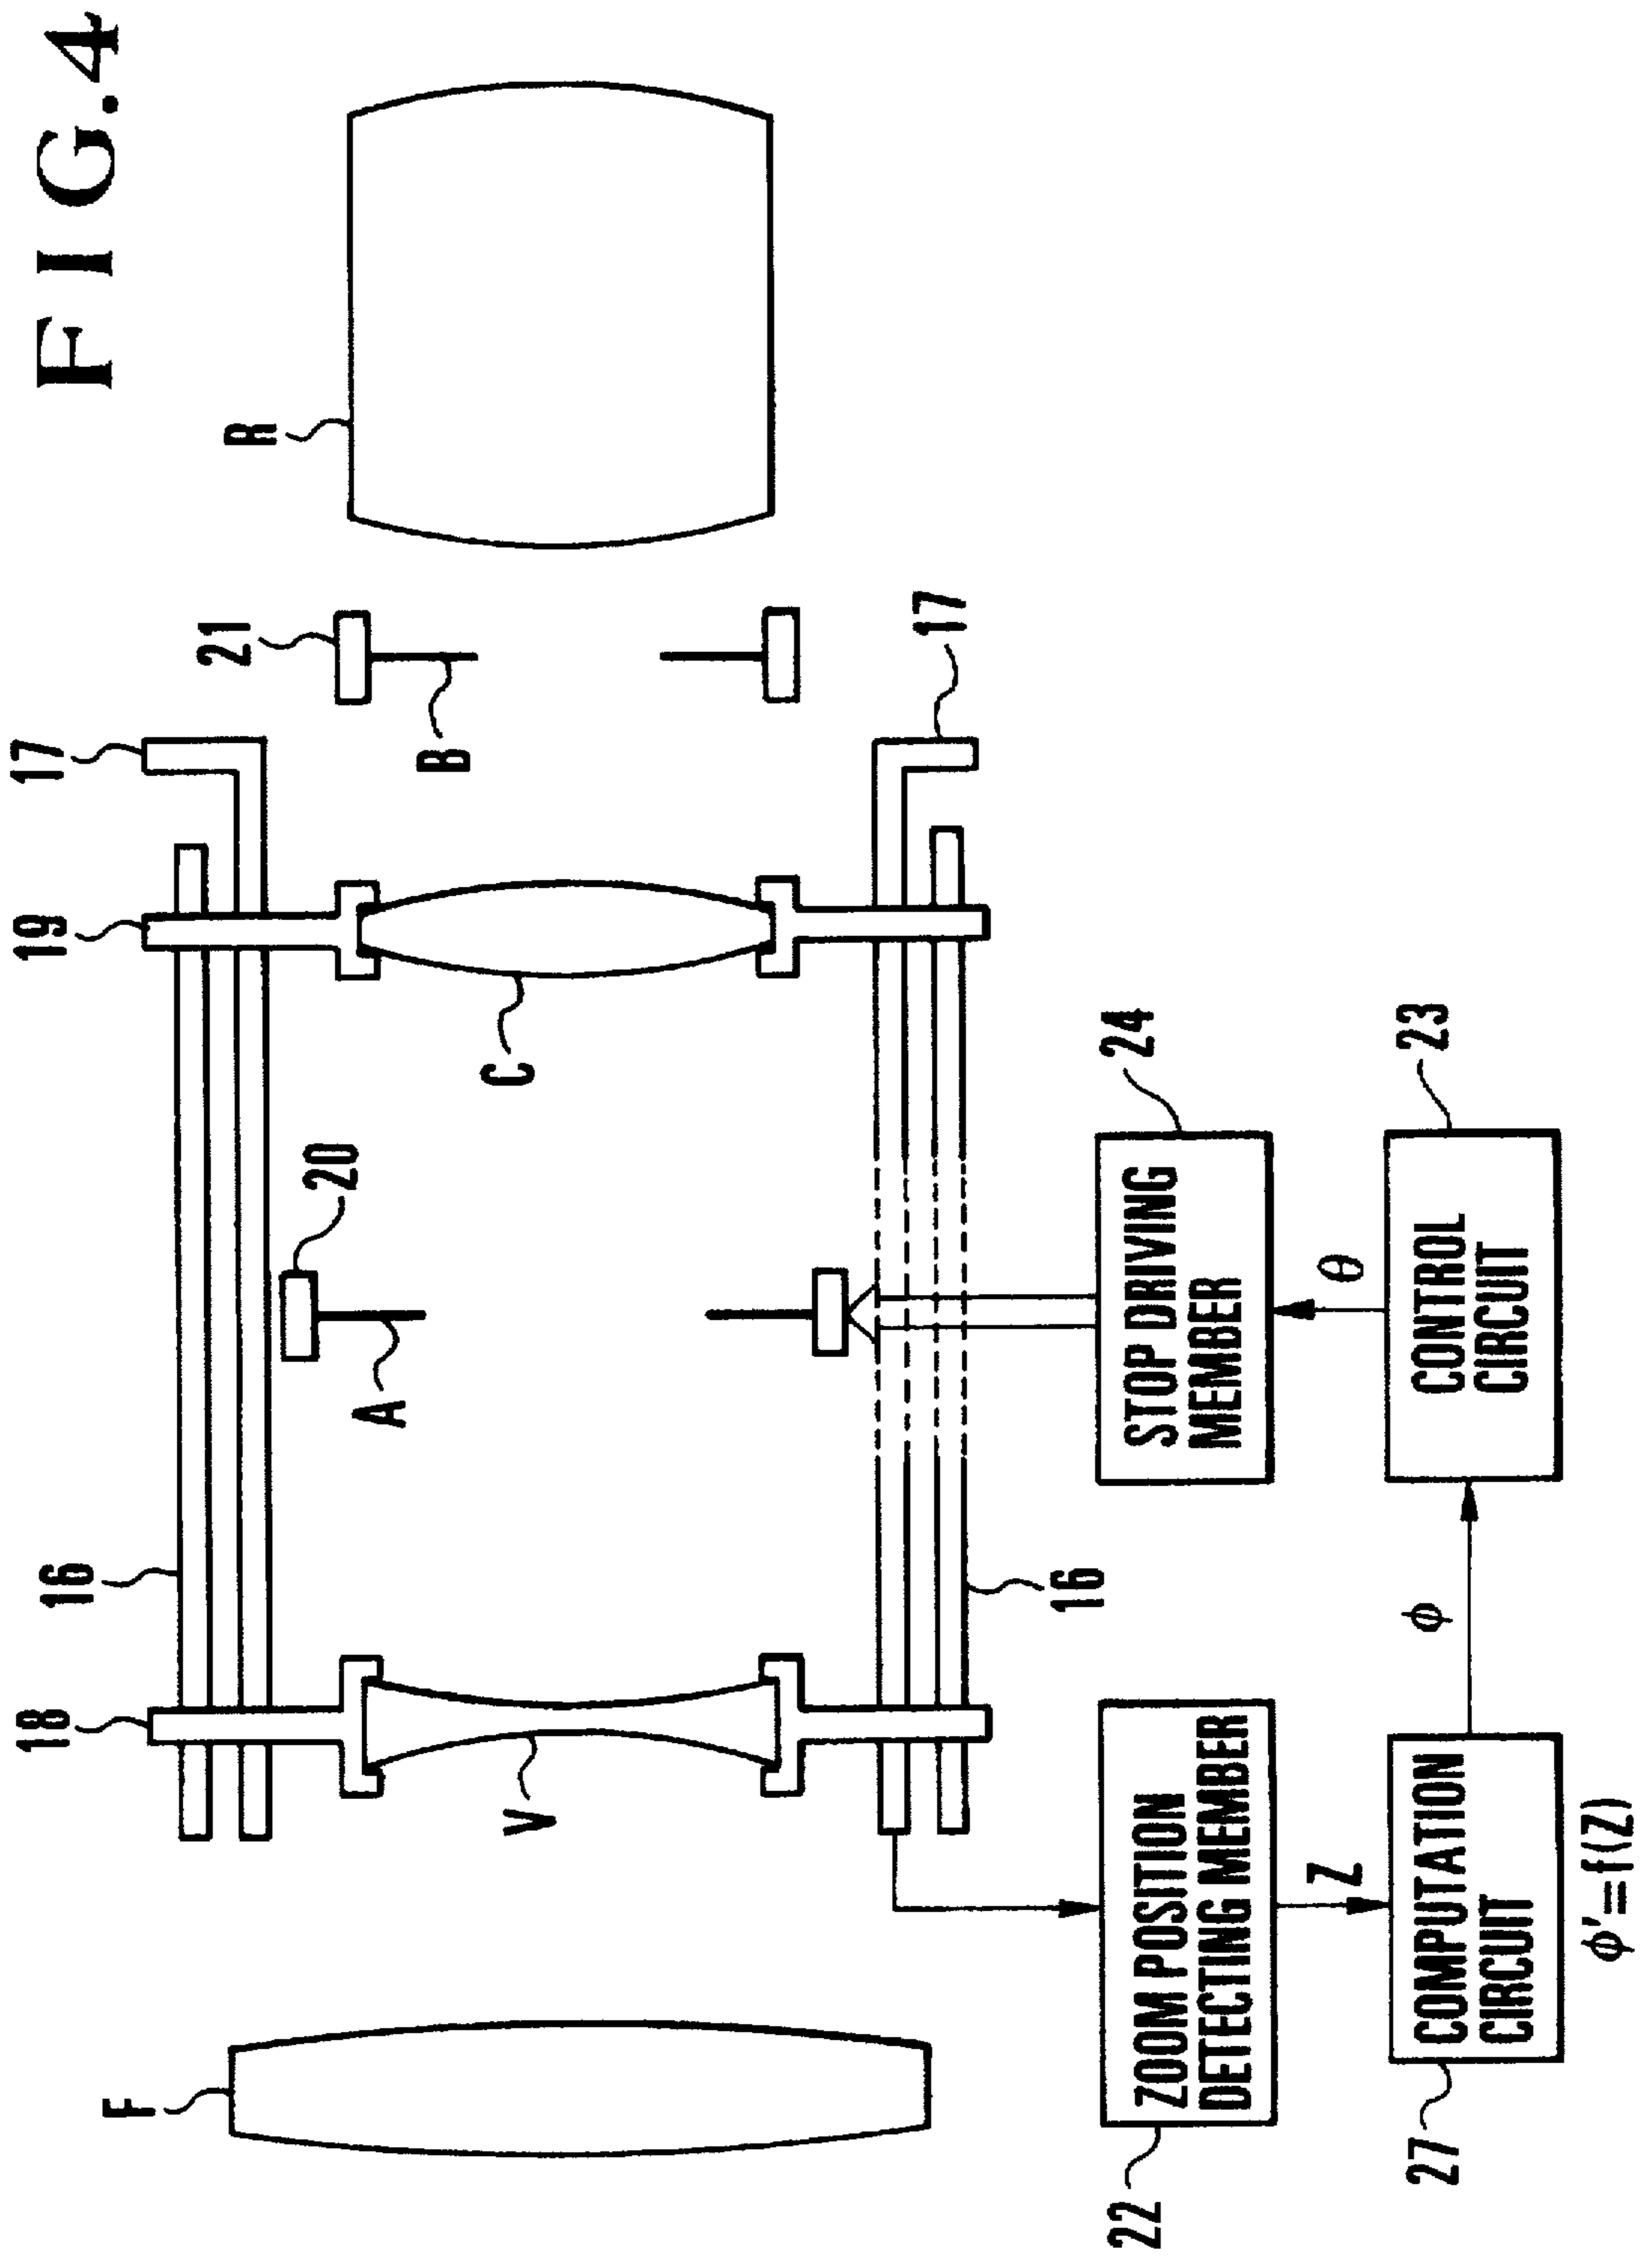 FIG.4
17
19
20
16
18
F
21
R
B
C
A
V
17
16
24
STOP DRIVING
MEMBER
22
ZOOM POSITION
DETECTING MEMBER
θ
Z
23
CONTROL
CIRCUIT
ϕ
27
COMPUTATION
CIRCUIT
ϕ'=f(Z)